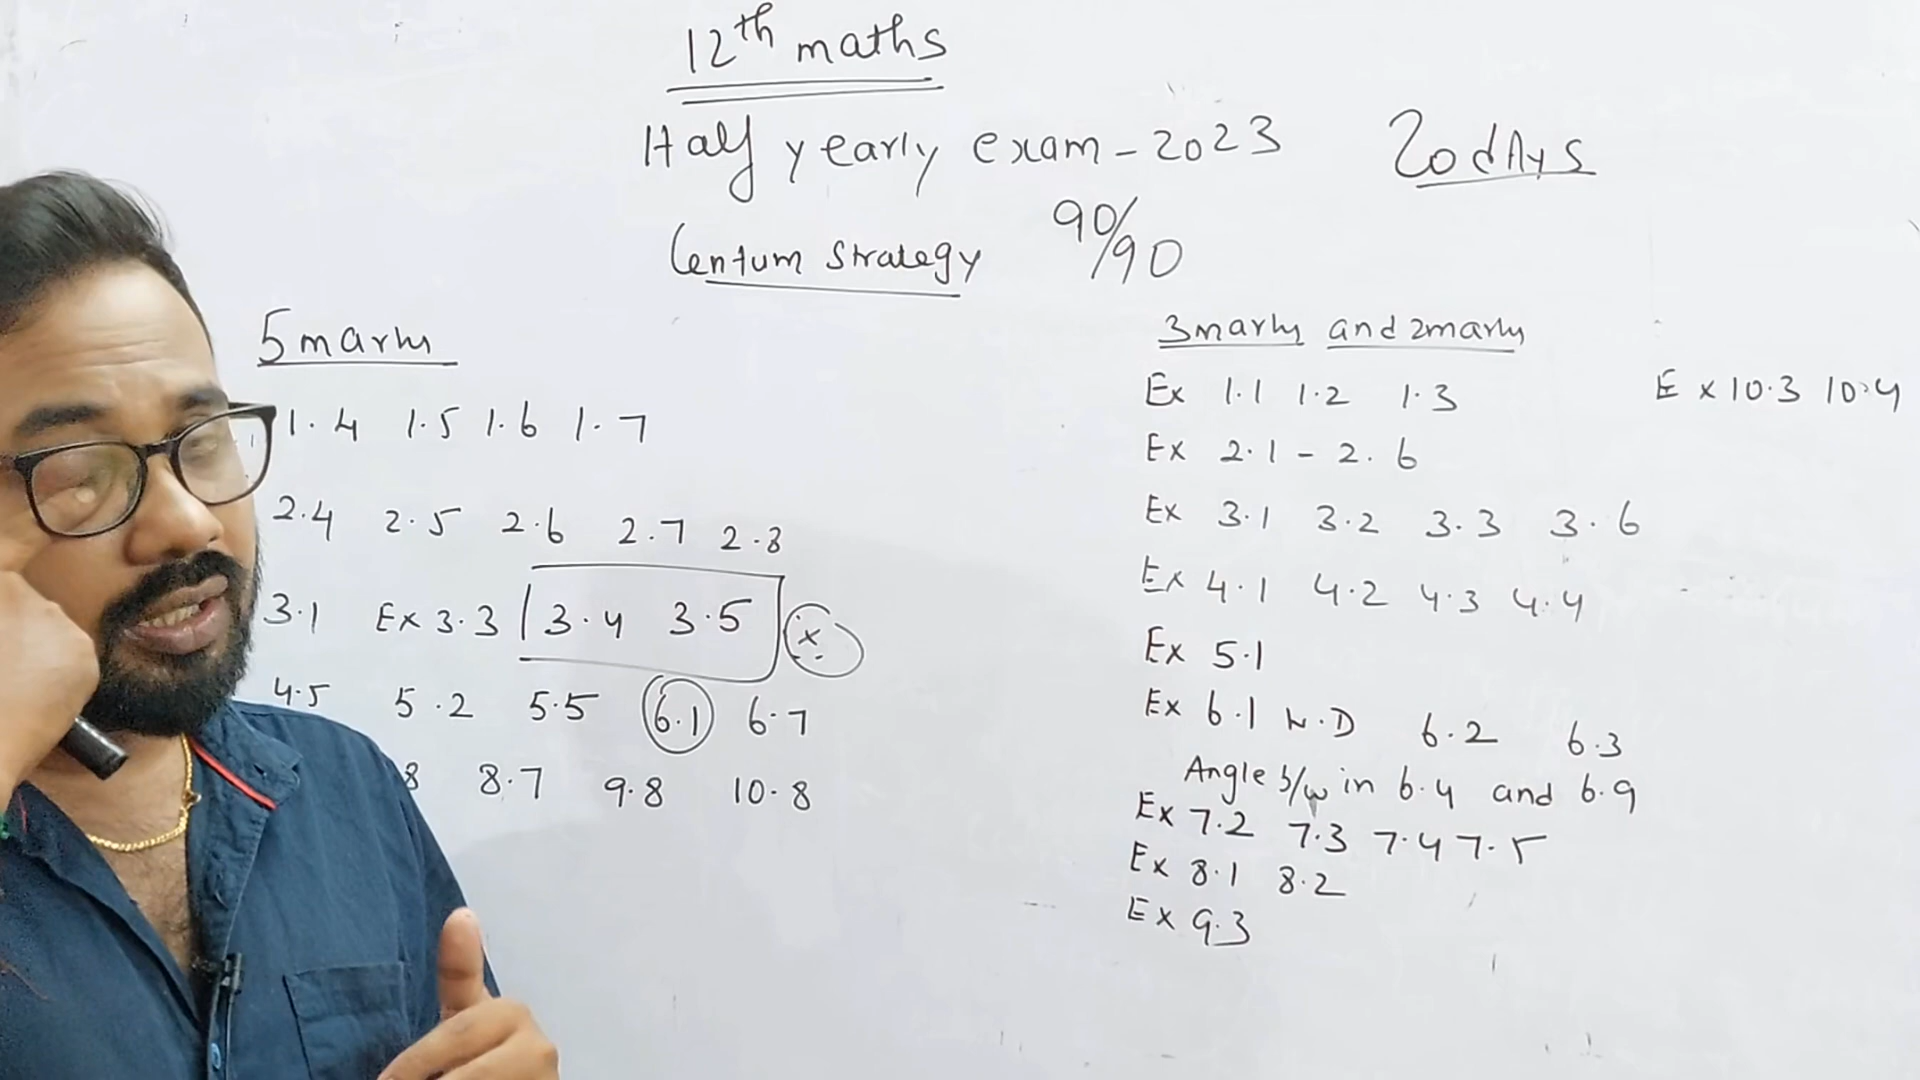 12th maths
Half yearly exam - 2023 20 dAys
Centum Strategy 90/90
5 marks
1.4 1.5 1.6 1.7
2.4 2.5 2.6 2.7 2.8
3.1 Ex 3.3 3.4 3.5 x
4.5 5.2 5.5 6.1 6.7
8 8.7 9.8 10.8
3marks and 2marks
Ex 1.1 1.2 1.3
Ex 2.1 - 2.6
Ex 3.1 3.2 3.3 3.6
Ex 4.1 4.2 4.3 4.4
Ex 5.1
Ex 6.1 W.D 6.2 6.3
Angle b/w in 6.4 and 6.9
Ex 7.2 7.3 7.4 7.5
Ex 8.1 8.2
Ex 9.3
Ex 10.3 10.4